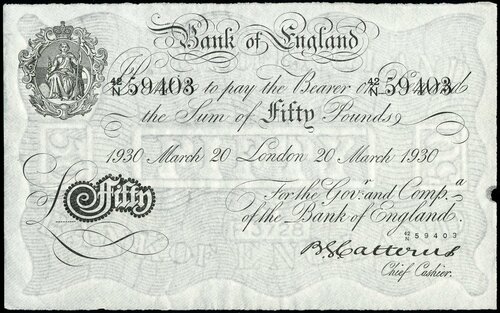 Bank of England
42/N 59403 to pay the Bearer on Demand 42/N 59403
the Sum of Fifty Pounds
1930 March 20 London 20 March 1930
For the Govr. and Compa.
of the Bank of England.
£ Fifty
42/N 59403
B.G. Catterns
Chief Cashier.